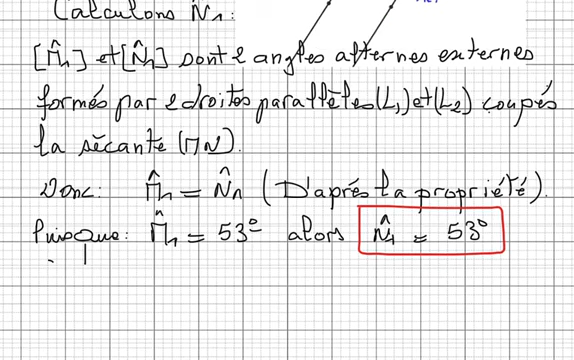 Calculons N̂₁:
[M̂₁] et [N̂₁] sont 2 angles alternes externes
formés par 2 droites parallèles (L₁) et (L₂) coupés
la sécante (MN).
Donc: M̂₁ = N̂₁ (D'après la propriété).
Puisque: M̂₁ = 53° alors N̂₁ = 53°